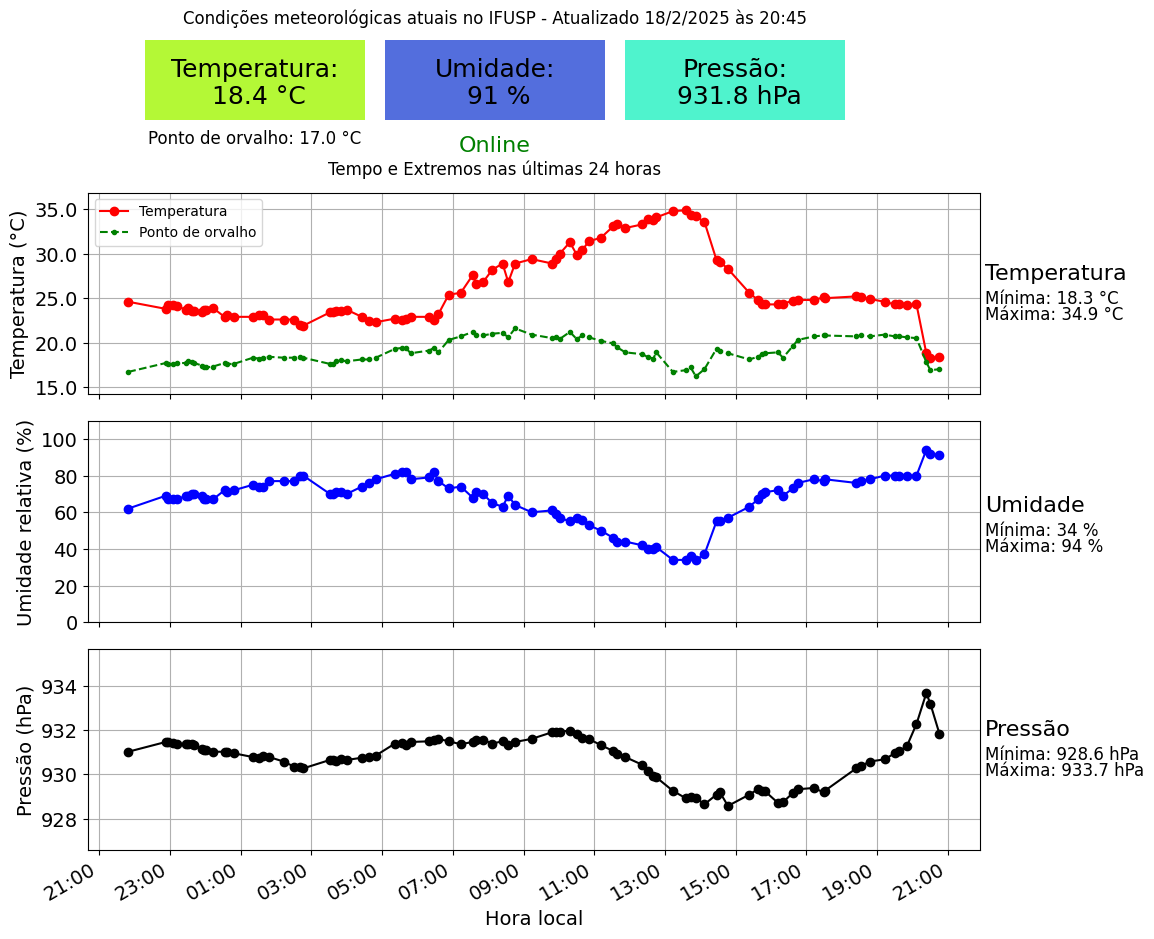 Condições meteorológicas atuais no IFUSP - Atualizado 18/2/2025 às 20:45
Temperatura:
18.4 °C
Umidade:
91 %
Pressão:
931.8 hPa
Ponto de orvalho: 17.0 °C
Online
Tempo e Extremos nas últimas 24 horas
Temperatura (°C)
35.0
30.0
25.0
20.0
15.0
Temperatura
Ponto de orvalho
Temperatura
Mínima: 18.3 °C
Máxima: 34.9 °C
Umidade relativa (%)
100
80
60
40
20
0
Umidade
Mínima: 34 %
Máxima: 94 %
Pressão (hPa)
934
932
930
928
Pressão
Mínima: 928.6 hPa
Máxima: 933.7 hPa
21:00 23:00 01:00 03:00 05:00 07:00 09:00 11:00 13:00 15:00 17:00 19:00 21:00
Hora local